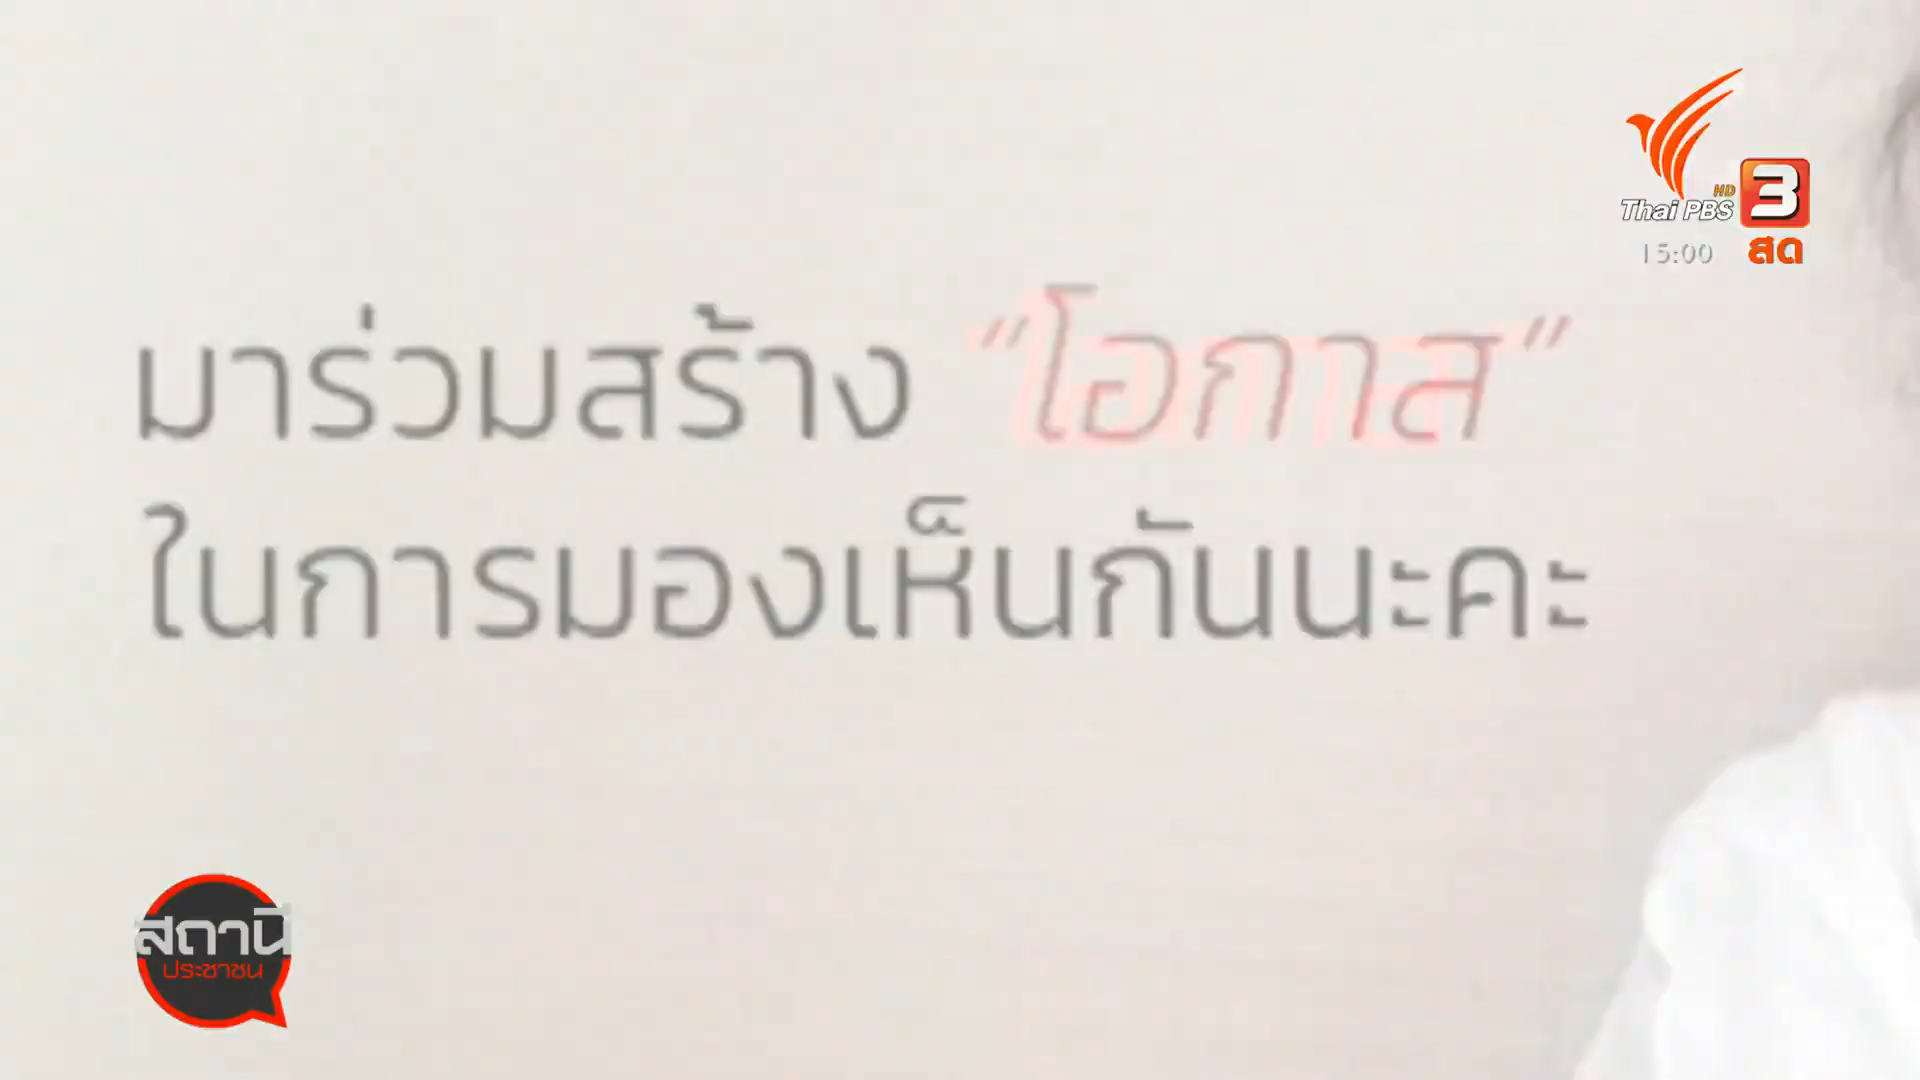 HD
Thai PBS 3
15:00 สด
มาร่วมสร้าง “โอกาส”
ในการมองเห็นกันนะคะ
สถานี
ประชาชน